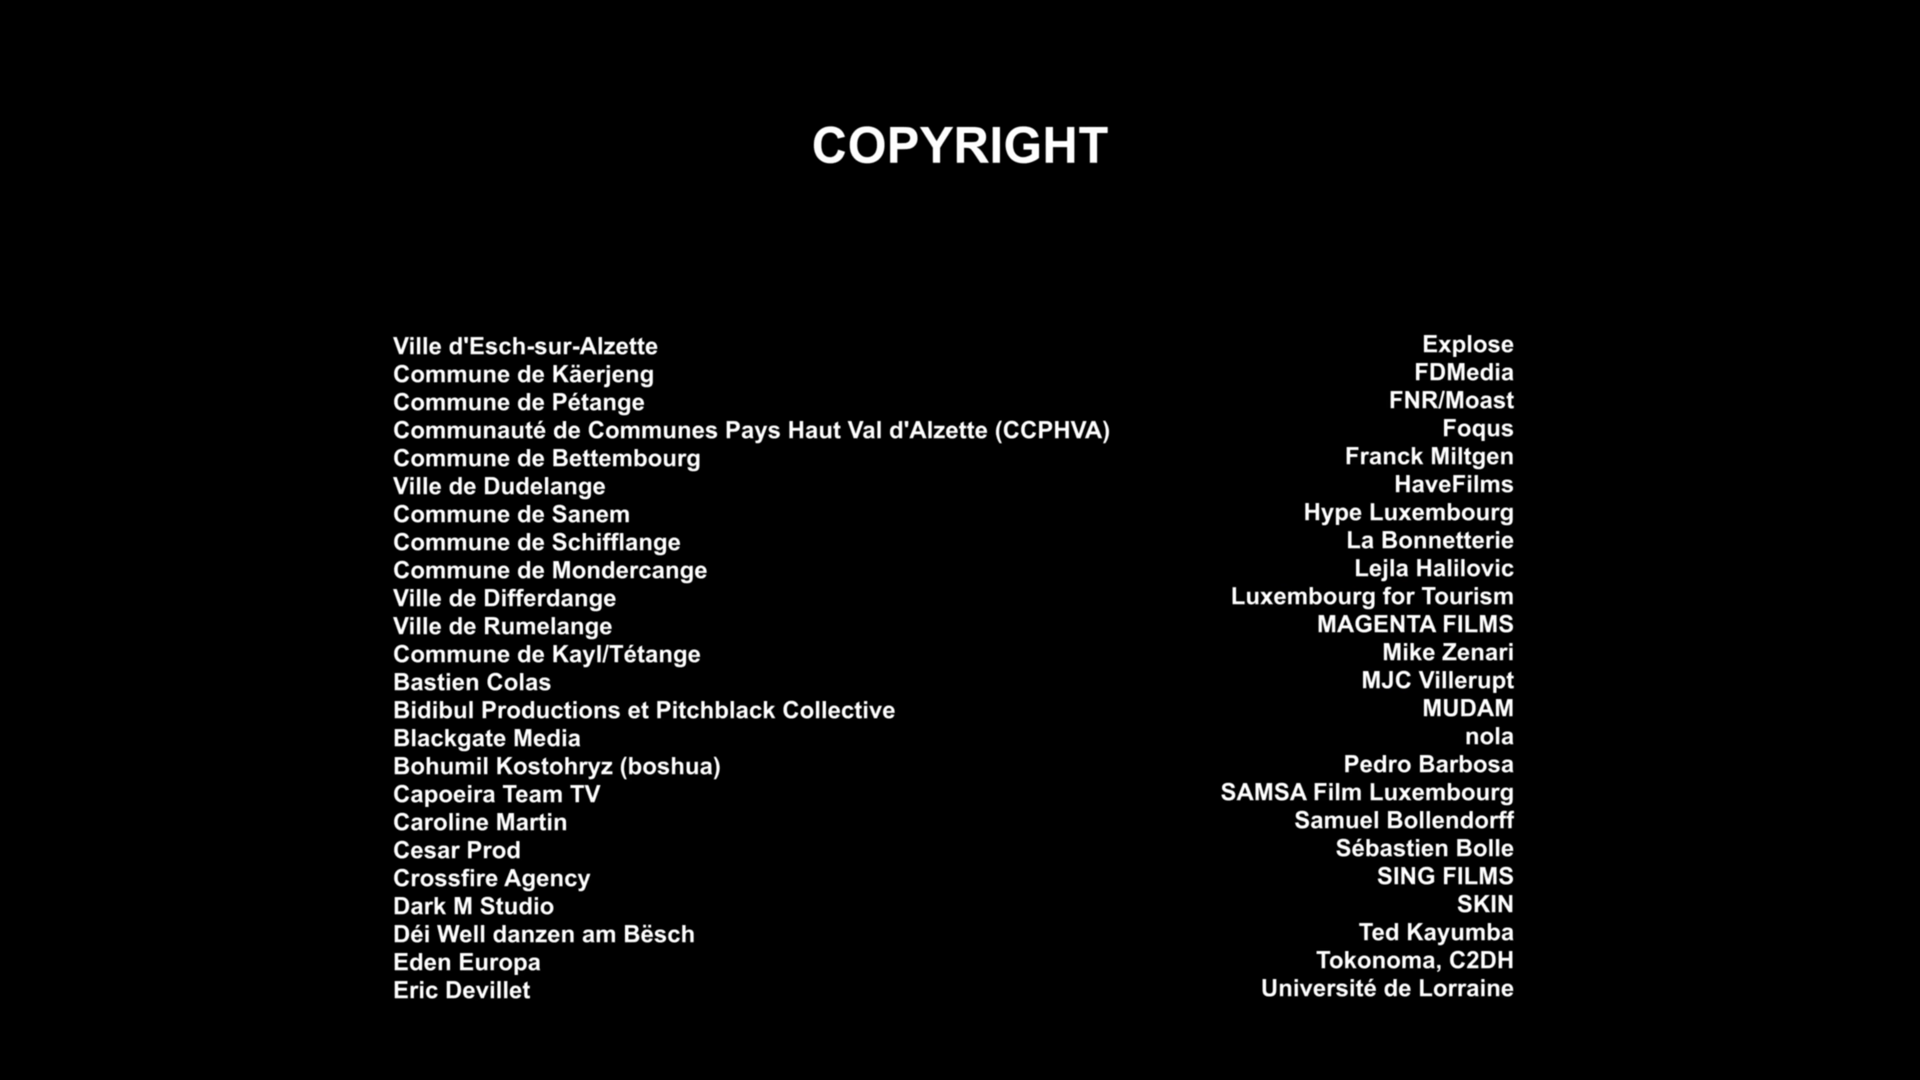 COPYRIGHT
Ville d'Esch-sur-Alzette
Commune de Käerjeng
Commune de Pétange
Communauté de Communes Pays Haut Val d'Alzette (CCPHVA)
Commune de Bettembourg
Ville de Dudelange
Commune de Sanem
Commune de Schifflange
Commune de Mondercange
Ville de Differdange
Ville de Rumelange
Commune de Kayl/Tétange
Bastien Colas
Bidibul Productions et Pitchblack Collective
Blackgate Media
Bohumil Kostohryz (boshua)
Capoeira Team TV
Caroline Martin
Cesar Prod
Crossfire Agency
Dark M Studio
Déi Well danzen am Bësch
Eden Europa
Eric Devillet
Explose
FDMedia
FNR/Moast
Foqus
Franck Miltgen
HaveFilms
Hype Luxembourg
La Bonnetterie
Lejla Halilovic
Luxembourg for Tourism
MAGENTA FILMS
Mike Zenari
MJC Villerupt
MUDAM
nola
Pedro Barbosa
SAMSA Film Luxembourg
Samuel Bollendorff
Sébastien Bolle
SING FILMS
SKIN
Ted Kayumba
Tokonoma, C2DH
Université de Lorraine